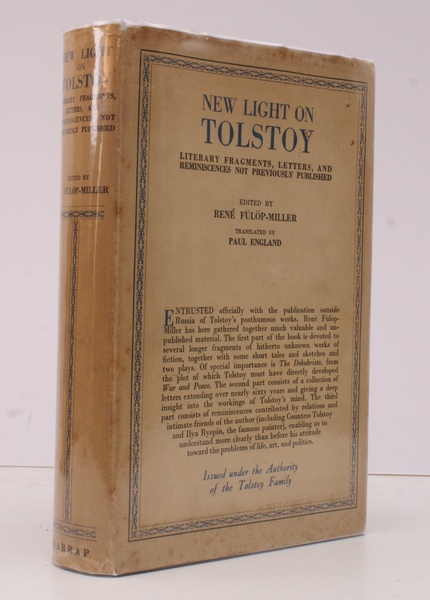 NEW LIGHT
ON
TOLSTOY
LITERARY FRAGMENTS,
LETTERS, AND
REMINISCENCES NOT
PREVIOUSLY PUBLISHED
EDITED BY
FÜLÖP-MILLER
HARRAP
NEW LIGHT ON
TOLSTOY
LITERARY FRAGMENTS, LETTERS, AND
REMINISCENCES NOT PREVIOUSLY PUBLISHED
EDITED BY
RENÉ FÜLÖP-MILLER
TRANSLATED BY
PAUL ENGLAND
ENTRUSTED officially with the publication outside
Russia of Tolstoy's posthumous works, René Fülöp-
Miller has here gathered together much valuable and un-
published material. The first part of the book is devoted to
several longer fragments of hitherto unknown works of
fiction, together with some short tales and sketches and
two plays. Of special importance is The Dekabrists, from
the plot of which Tolstoy must have directly developed
War and Peace. The second part consists of a collection of
letters extending over nearly sixty years and giving a deep
insight into the workings of Tolstoy's mind. The third
part consists of reminiscences contributed by relations and
intimate friends of the author (including Countess Tolstoy
and Ilya Ryepin, the famous painter), enabling us to
understand more clearly than before his attitude
toward the problems of life, art, and politics.
Issued under the Authority
of the Tolstoy Family